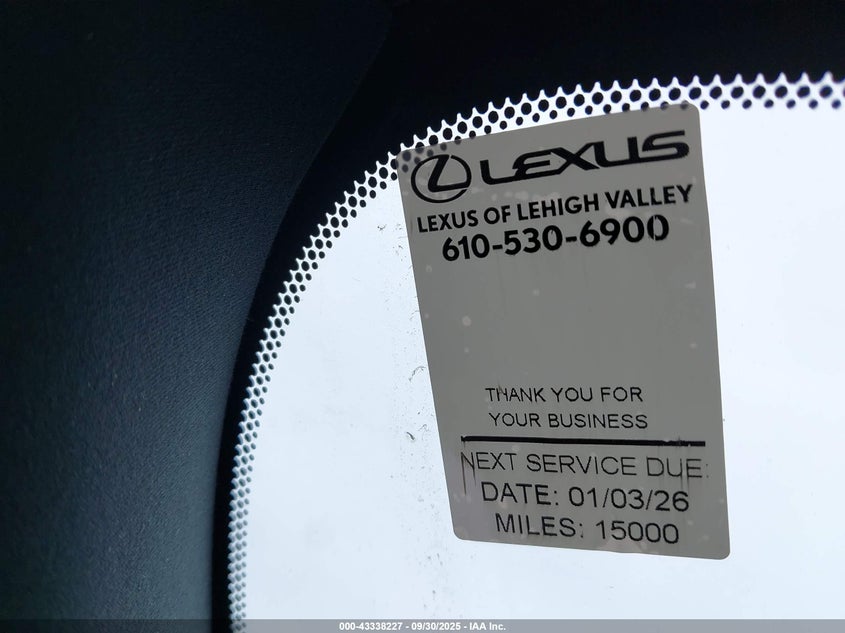 LEXUS
LEXUS OF LEHIGH VALLEY
610-530-6900
THANK YOU FOR
YOUR BUSINESS
NEXT SERVICE DUE:
DATE: 01/03/26
MILES: 15000
000-43338227 - 09/30/2025 - IAA Inc.